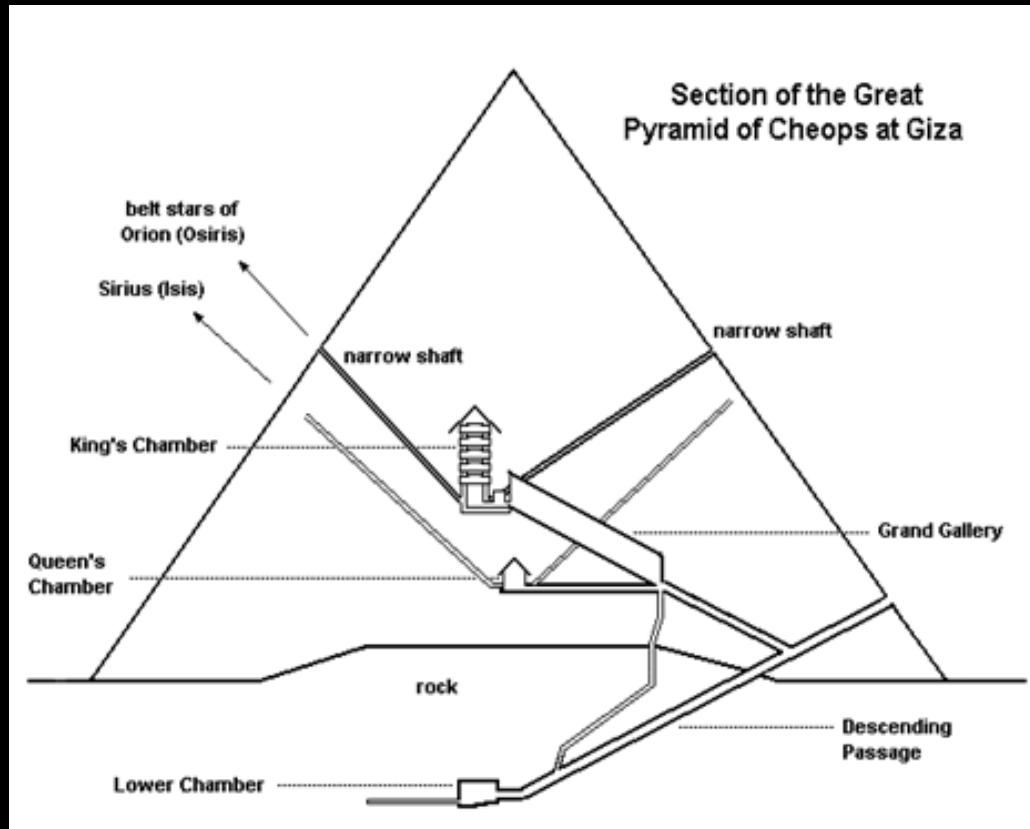 Section of the Great
Pyramid of Cheops at Giza
belt stars of
Orion (Osiris)
Sirius (Isis)
narrow shaft
narrow shaft
King's Chamber
Grand Gallery
Queen's
Chamber
rock
Descending
Passage
Lower Chamber